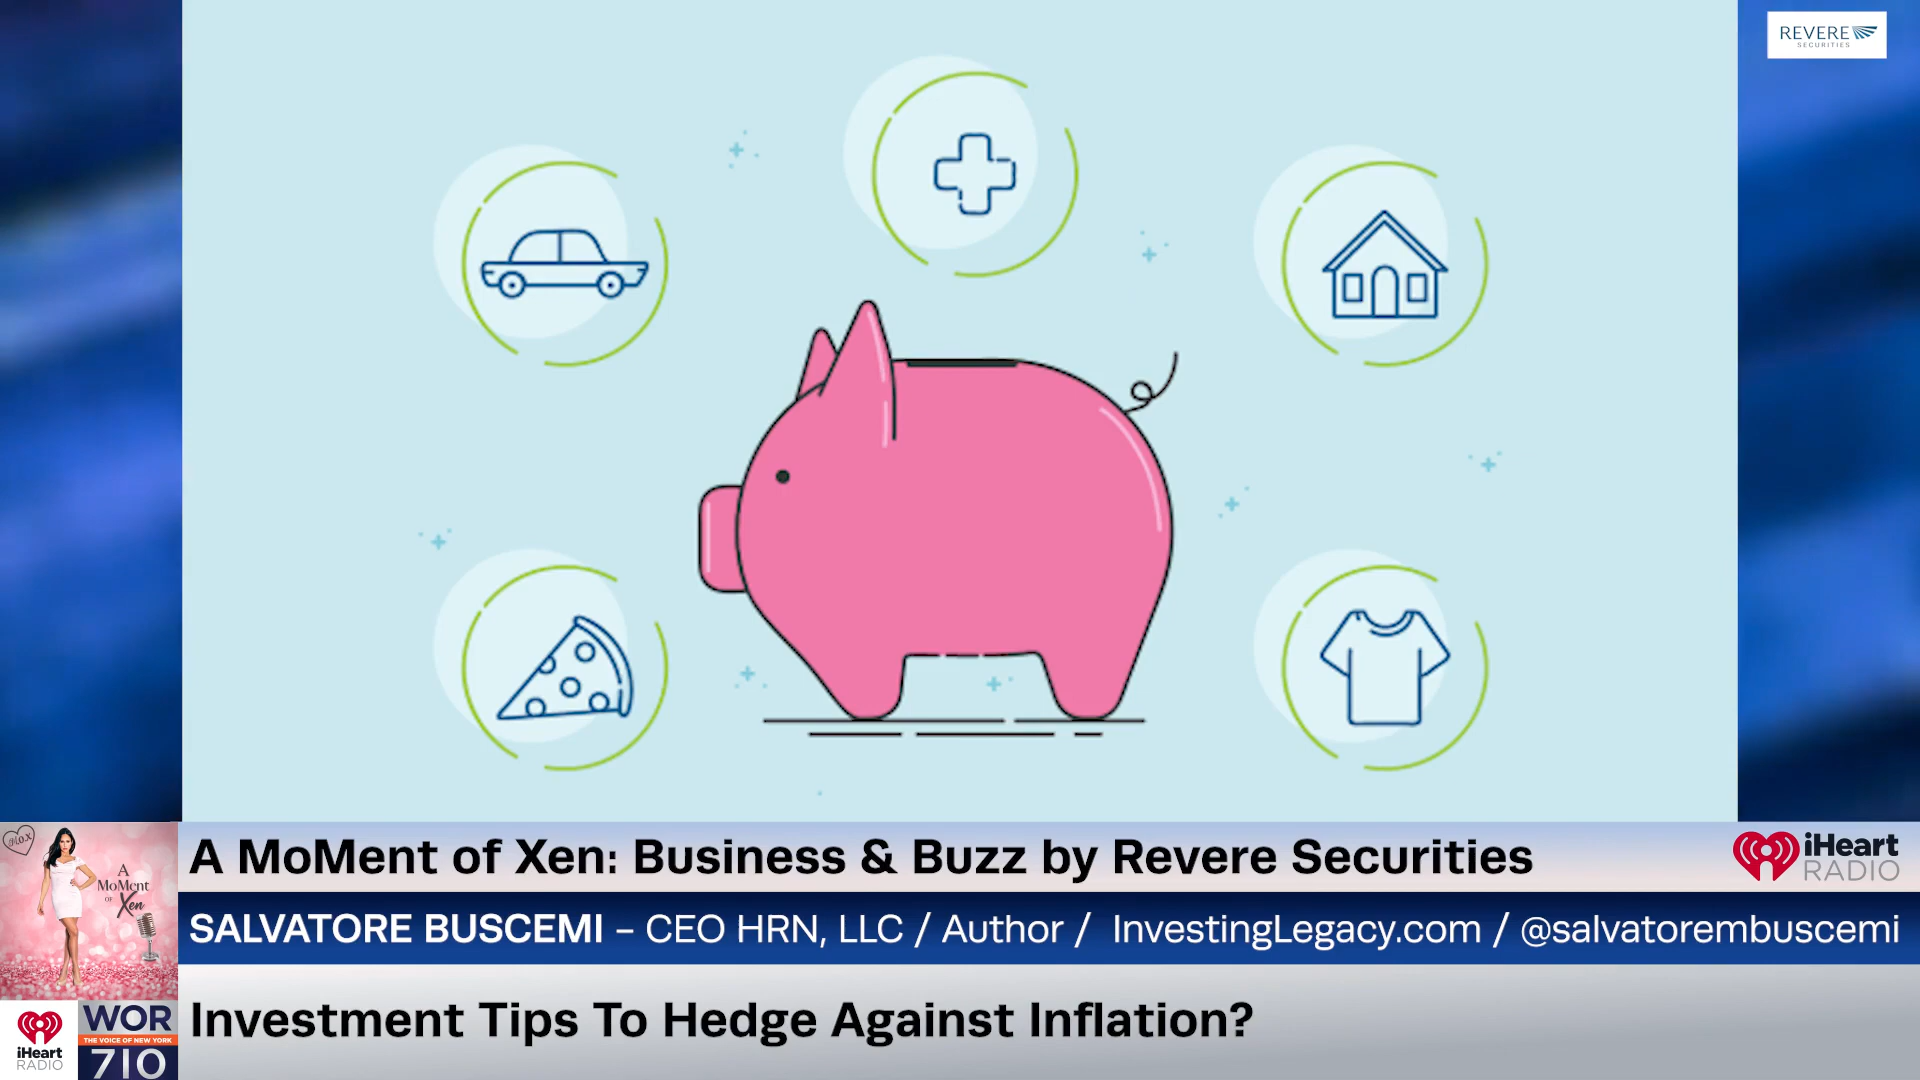 REVERE
SECURITIES
A MoMent of Xen: Business & Buzz by Revere Securities
iHeart
RADIO
SALVATORE BUSCEMI – CEO HRN, LLC / Author / InvestingLegacy.com / @salvatorembuscemi
Investment Tips To Hedge Against Inflation?
M.O.X
A
MoMent
OF Xen
iHeart
RADIO
WOR
THE VOICE OF NEW YORK
710